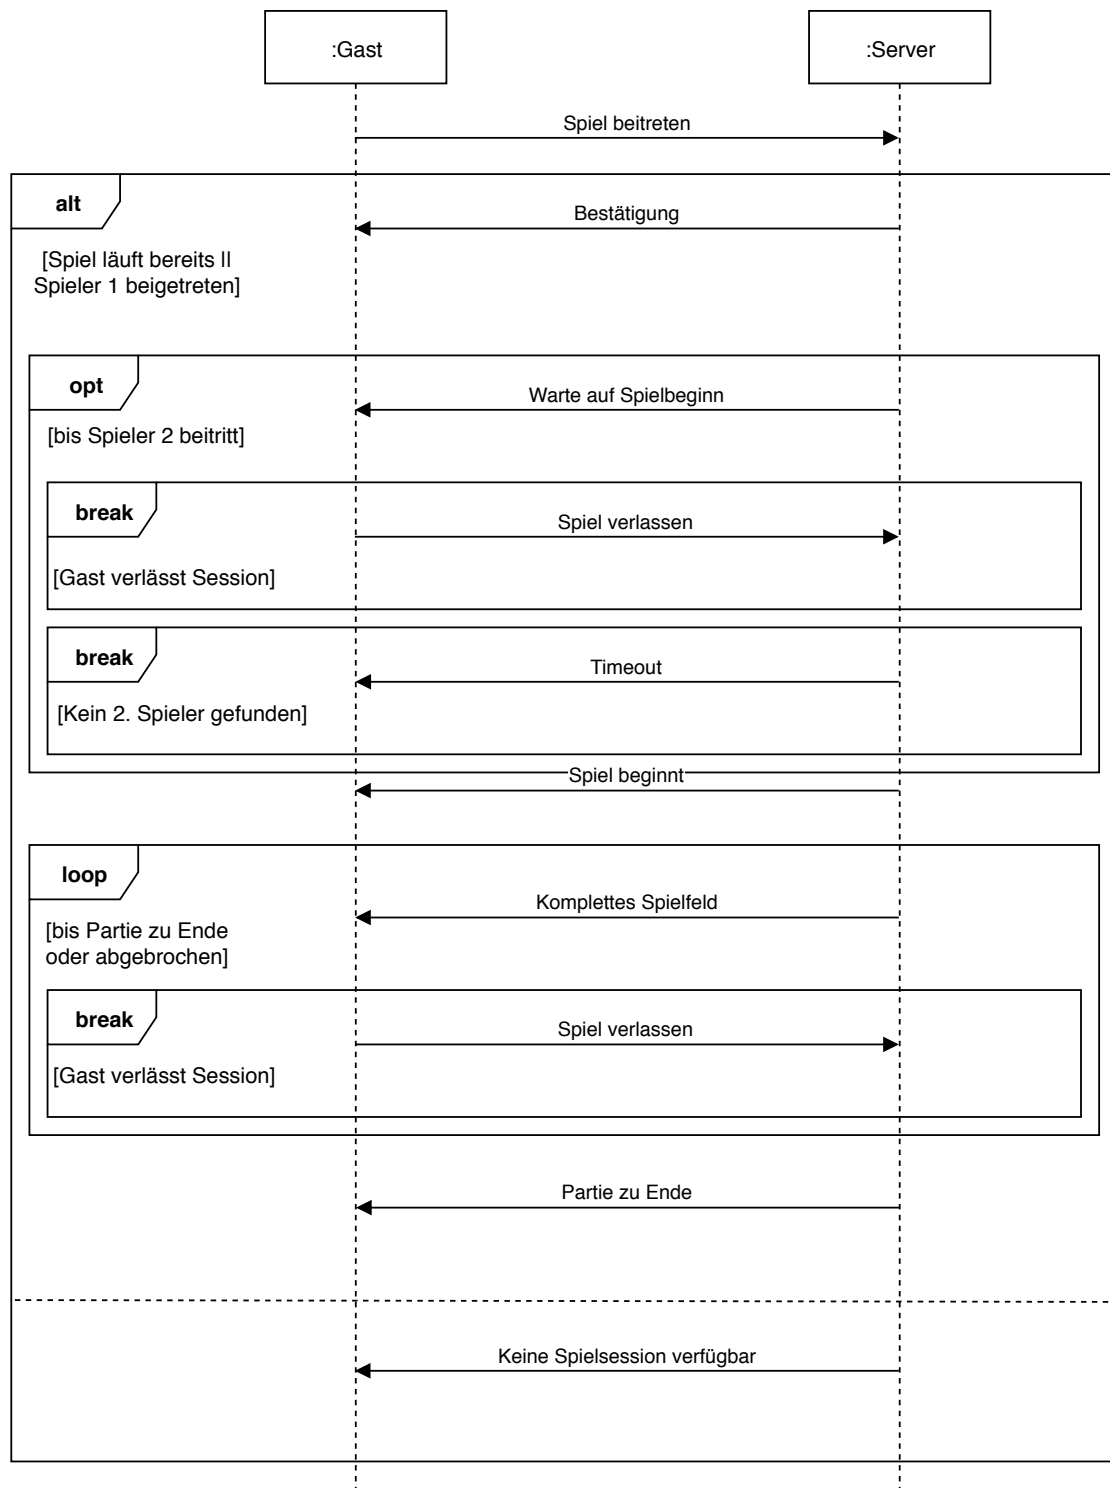 :Gast
:Server
Spiel beitreten
alt
Bestätigung
[Spiel läuft bereits ||
Spieler 1 beigetreten]
opt
Warte auf Spielbeginn
[bis Spieler 2 beitritt]
break
Spiel verlassen
[Gast verlässt Session]
break
Timeout
[Kein 2. Spieler gefunden]
Spiel beginnt
loop
Komplettes Spielfeld
[bis Partie zu Ende
oder abgebrochen]
break
Spiel verlassen
[Gast verlässt Session]
Partie zu Ende
Keine Spielsession verfügbar